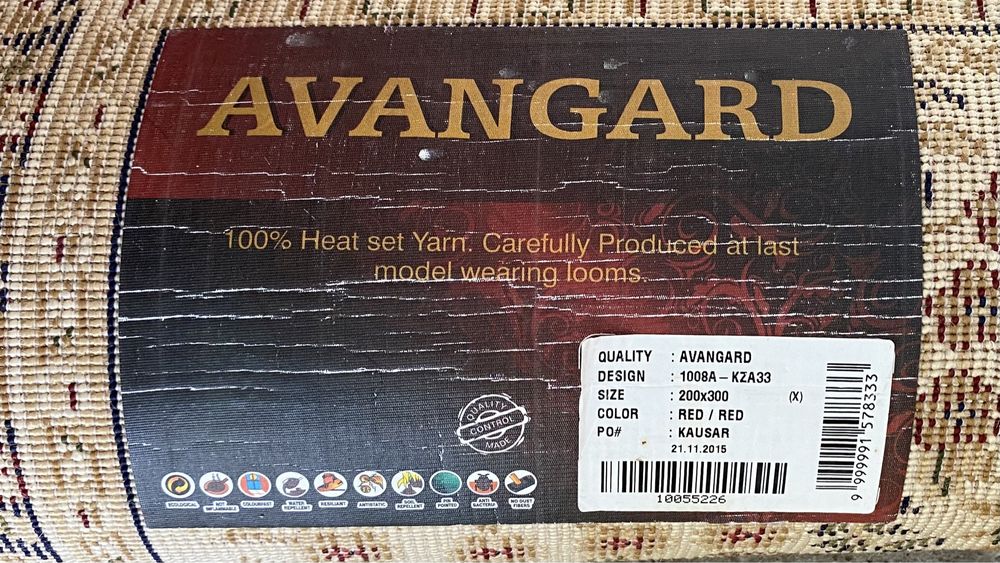 AVANGARD
100% Heat set Yarn. Carefully Produced at last
model wearing looms.
QUALITY : AVANGARD
DESIGN : 1008A-KZA33
SIZE : 200x300 (X)
COLOR : RED / RED
PO# : KAUSAR
21.11.2015
10055226
9 999991 578333
QUALITY
CONTROL
MADE
ECOLOGICAL
NOT INFLAMMABLE
COLOURFAST
WATER REPELLENT
RESILIANT
ANTISTATIC
SOIL REPELLENT
PIN POINTED
ANTI BACTERIAL
NO DUST FIBERS